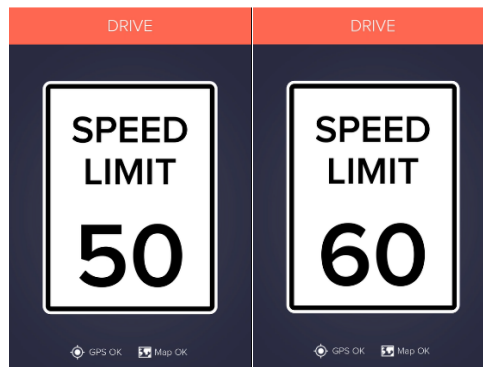 DRIVE
SPEED
LIMIT
50
GPS OK Map OK
DRIVE
SPEED
LIMIT
60
GPS OK Map OK